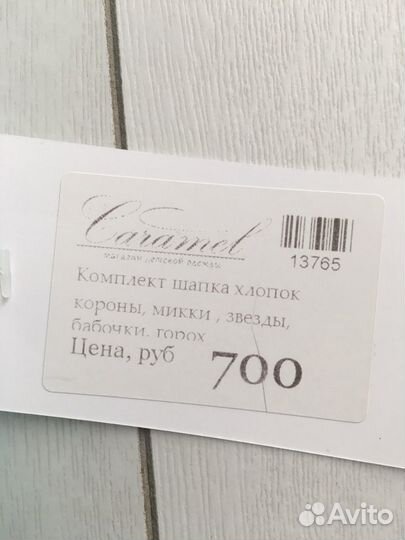 Caramel
магазин детской одежды
13765
Комплект шапка хлопок
короны, микки , звезды,
бабочки, горох
Цена, руб 700
Avito